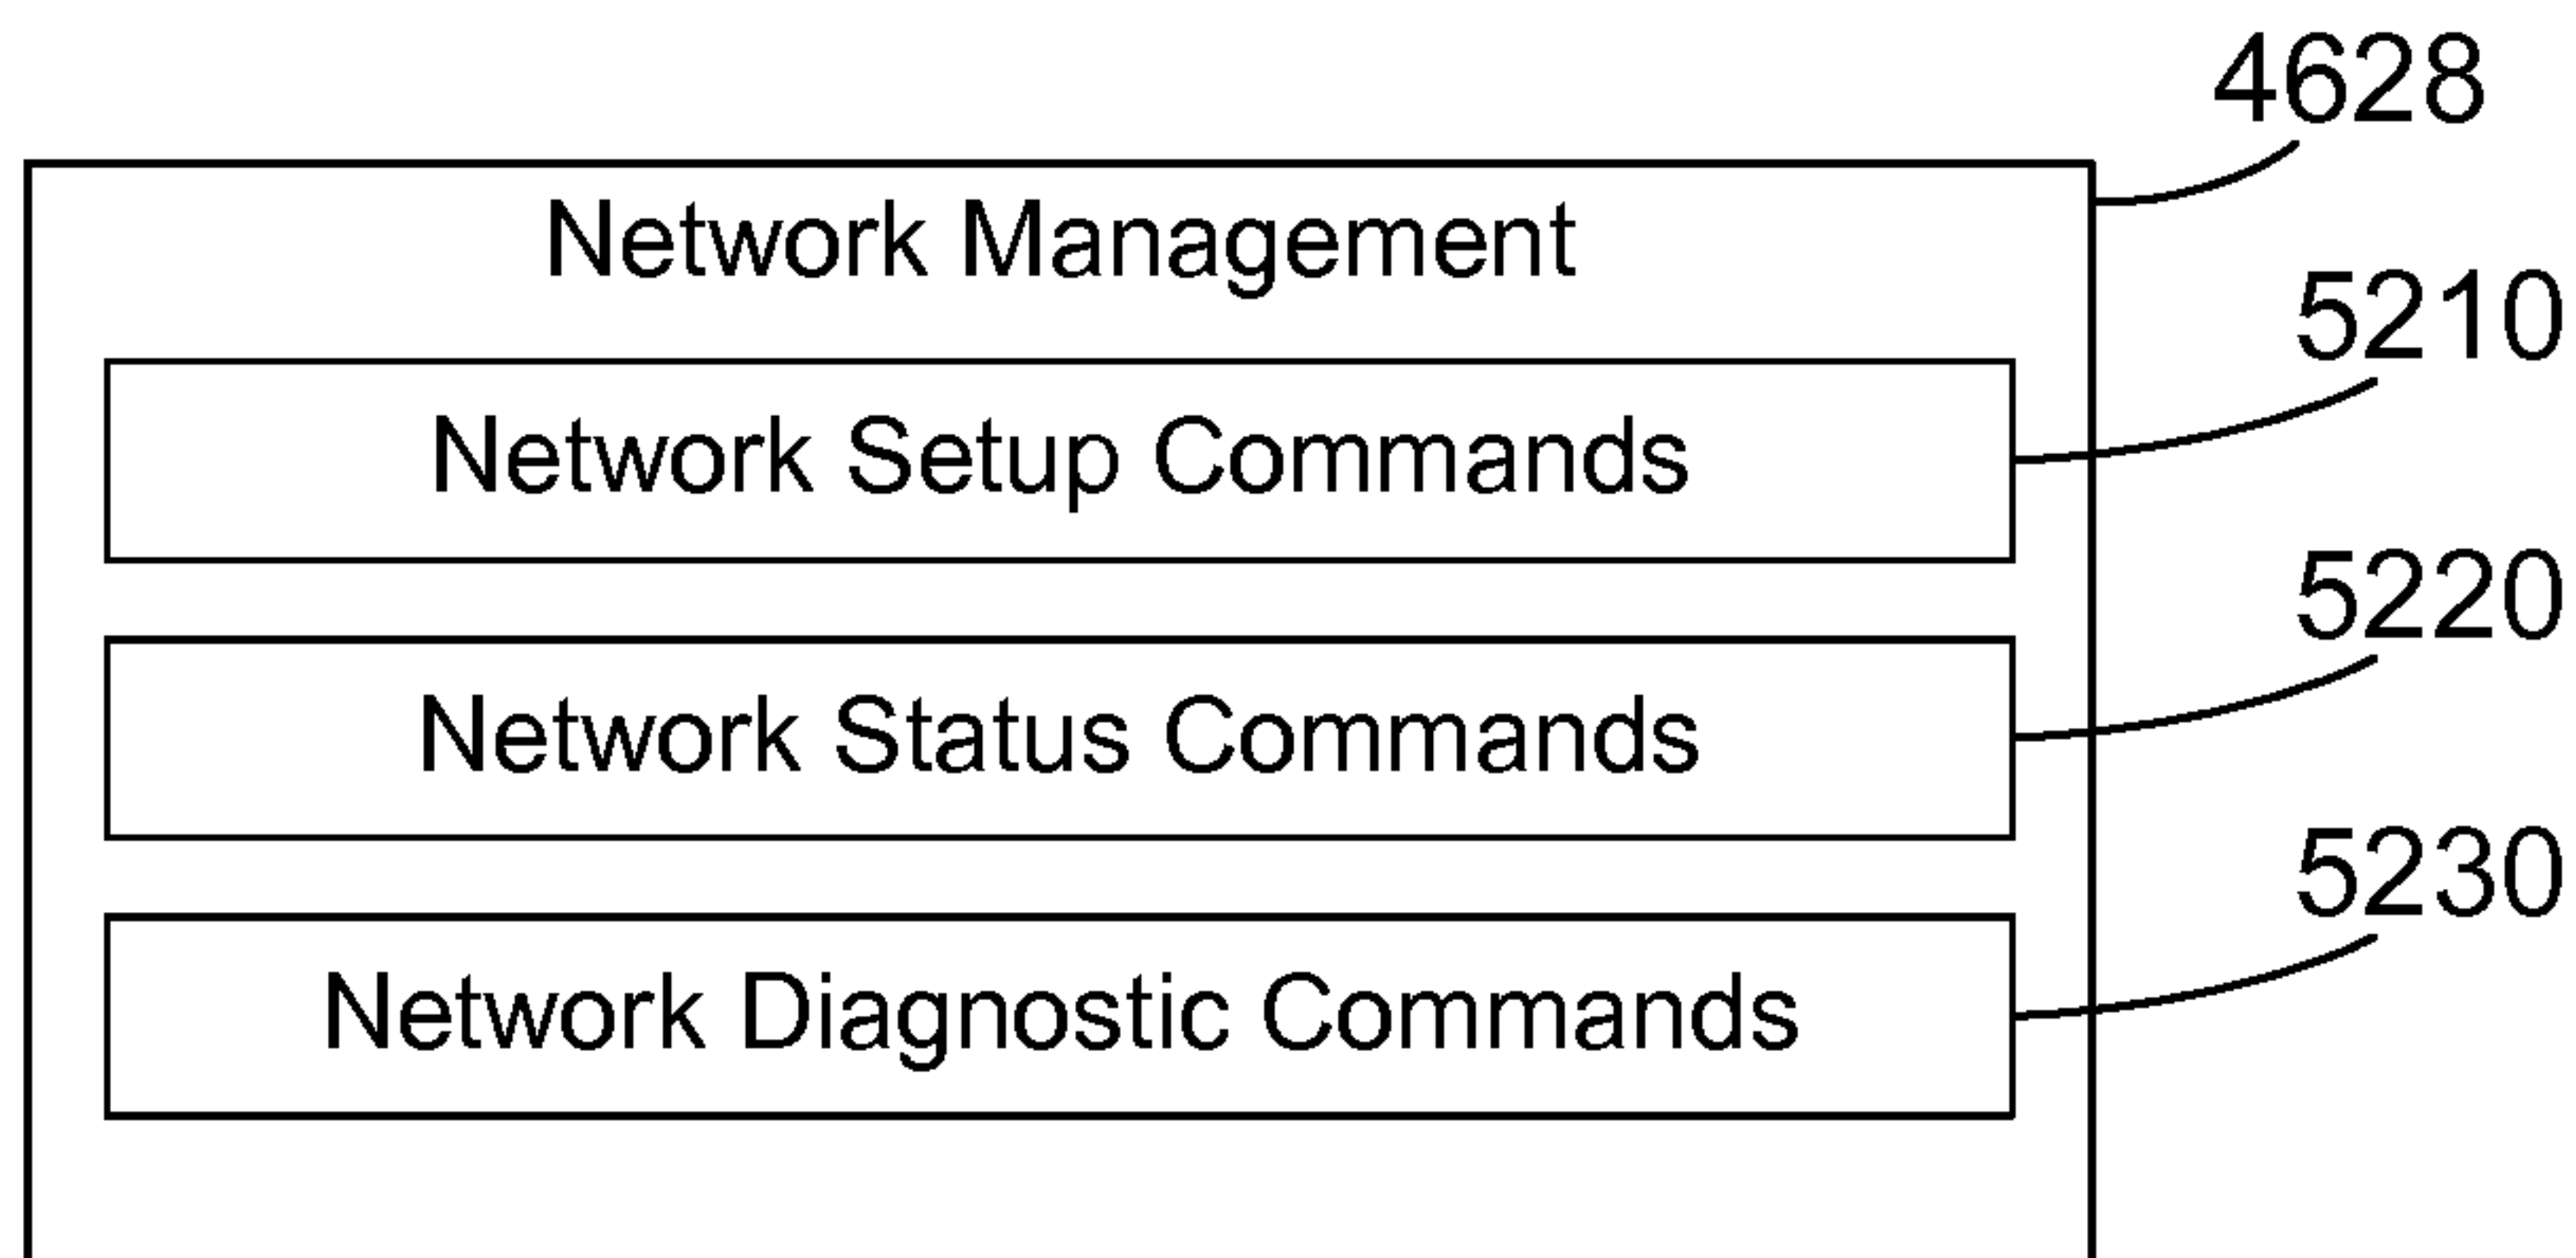 4628
Network Management
5210
Network Setup Commands
5220
Network Status Commands
5230
Network Diagnostic Commands